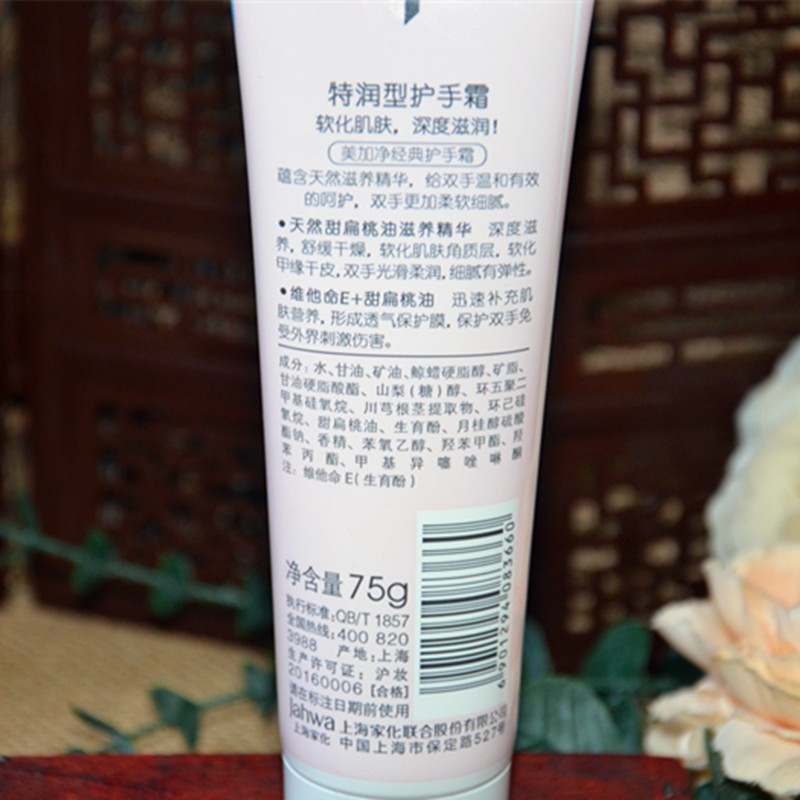 特润型护手霜
软化肌肤，深度滋润！
美加净经典护手霜
蕴含天然滋养精华，给双手温和有效
的呵护，双手更加柔软细腻。
•天然甜扁桃油滋养精华 深度滋
养，舒缓干燥，软化肌肤角质层，软化
甲缘干皮，双手光滑柔润，细腻有弹性。
•维他命E+甜扁桃油 迅速补充肌
肤营养，形成透气保护膜，保护双手免
受外界刺激伤害。
成分：水、甘油、矿油、鲸蜡硬脂醇、矿脂、
甘油硬脂酸酯、山梨（糖）醇、环五聚二
甲基硅氧烷、川芎根茎提取物、环己硅
氧烷、甜扁桃油、生育酚、月桂醇硫酸
酯钠、香精、苯氧乙醇、羟苯甲酯、羟
苯丙酯、甲基异噻唑啉酮
注：维他命E（生育酚）
净含量 75g
执行标准：QB/T 1857
全国热线：400 820
3988 产地：上海
生产许可证：沪妆
20160006 [合格]
请在标注日期前使用
6 901294 083660
Jahwa 上海家化联合股份有限公司
上海家化 中国上海市保定路527号